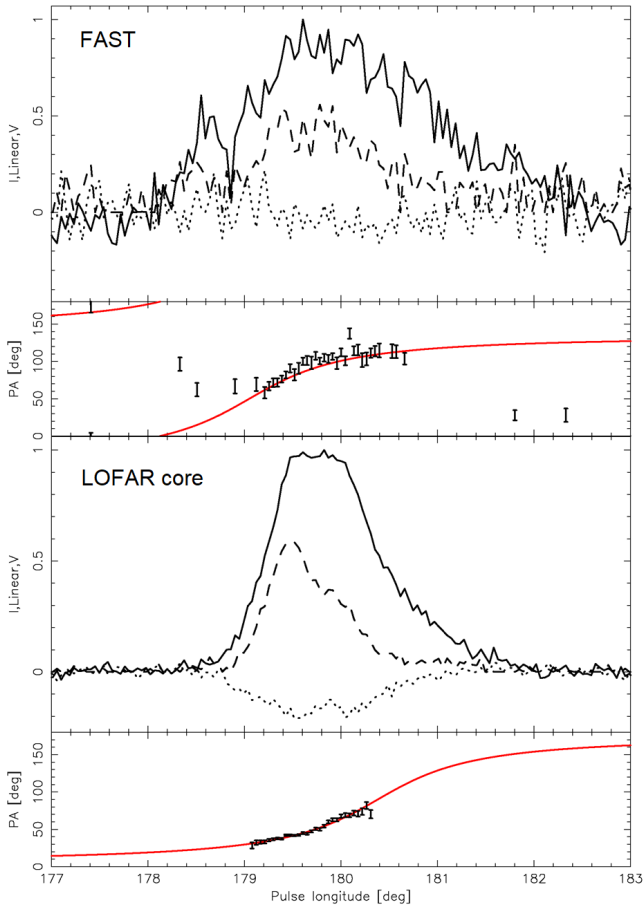 FAST
1
0.5
0
I,Linear,V
150
100
50
0
PA [deg]
LOFAR core
1
0.5
0
I,Linear,V
150
100
50
0
PA [deg]
177 178 179 180 181 182 183
Pulse longitude [deg]